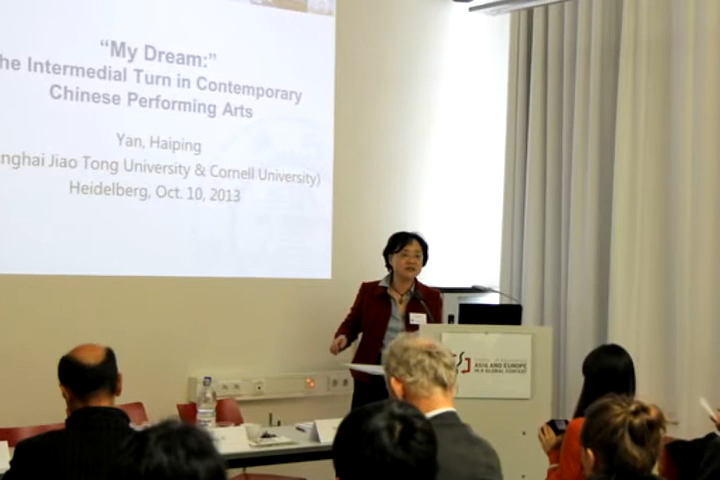 “My Dream:”
he Intermedial Turn in Contemporary
Chinese Performing Arts
Yan, Haiping
nghai Jiao Tong University & Cornell University)
Heidelberg, Oct. 10, 2013
ASIA AND EUROPE
IN A GLOBAL CONTEXT